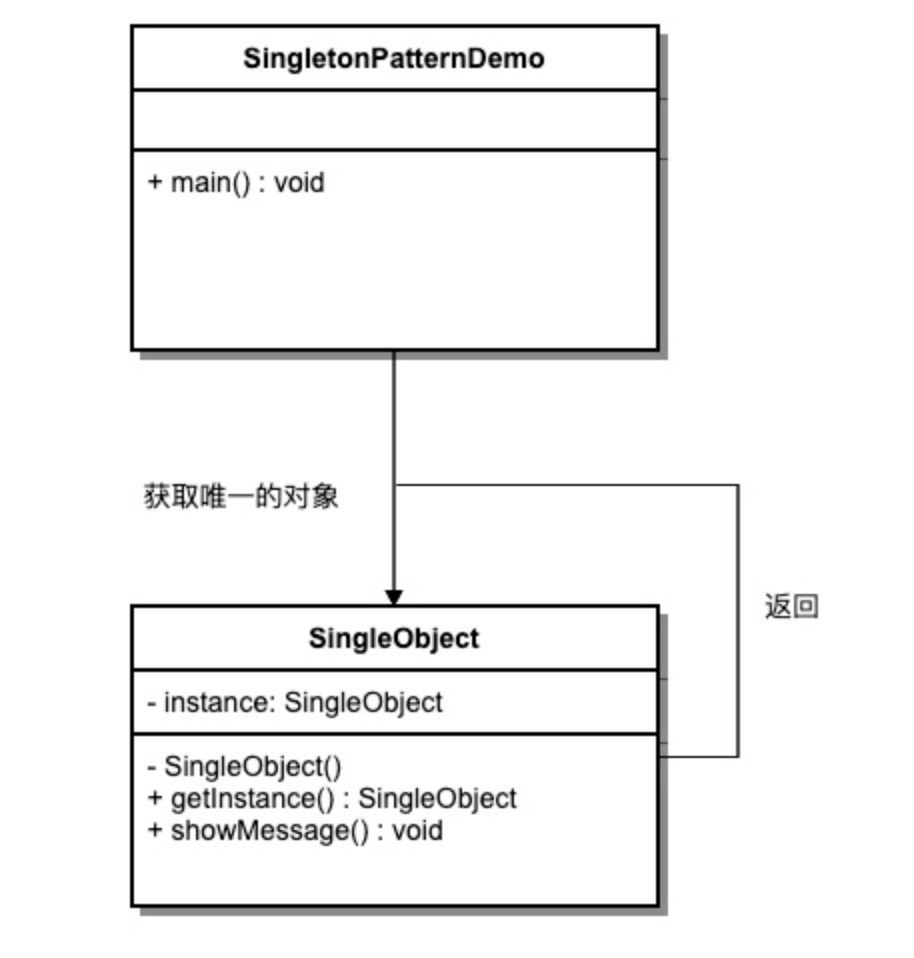 SingletonPatternDemo
+ main() : void
获取唯一的对象
返回
SingleObject
- instance: SingleObject
- SingleObject()
+ getInstance() : SingleObject
+ showMessage() : void